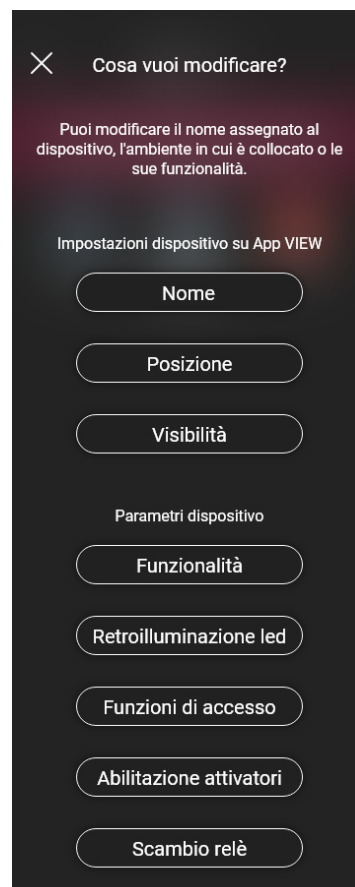 Cosa vuoi modificare?
Puoi modificare il nome assegnato al
dispositivo, l'ambiente in cui è collocato o le
sue funzionalità.
Impostazioni dispositivo su App VIEW
Nome
Posizione
Visibilità
Parametri dispositivo
Funzionalità
Retroilluminazione led
Funzioni di accesso
Abilitazione attivatori
Scambio relè